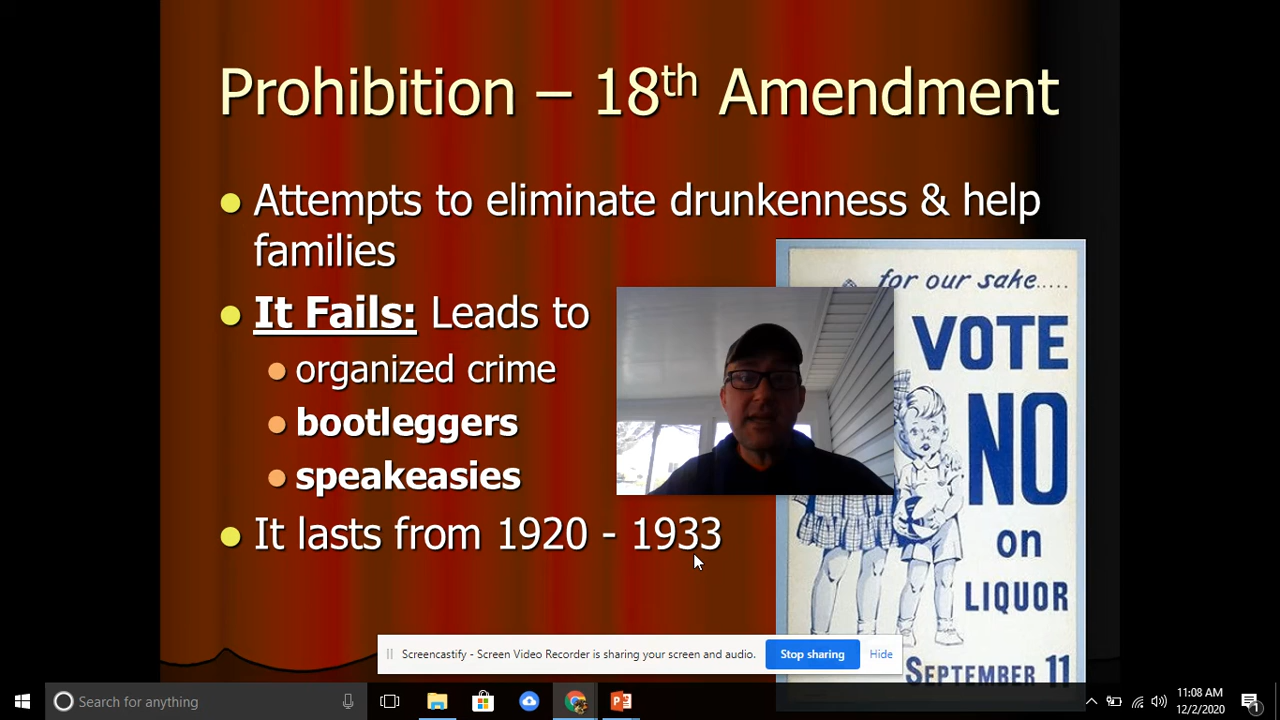 Prohibition – 18th Amendment
Attempts to eliminate drunkenness & help
families
It Fails: Leads to
organized crime
bootleggers
speakeasies
It lasts from 1920 - 1933
for our sake.....
VOTE
NO
on
LIQUOR
SEPTEMBER 11
Screencastify - Screen Video Recorder is sharing your screen and audio.
Stop sharing
Hide
Search for anything
11:08 AM
12/2/2020
1